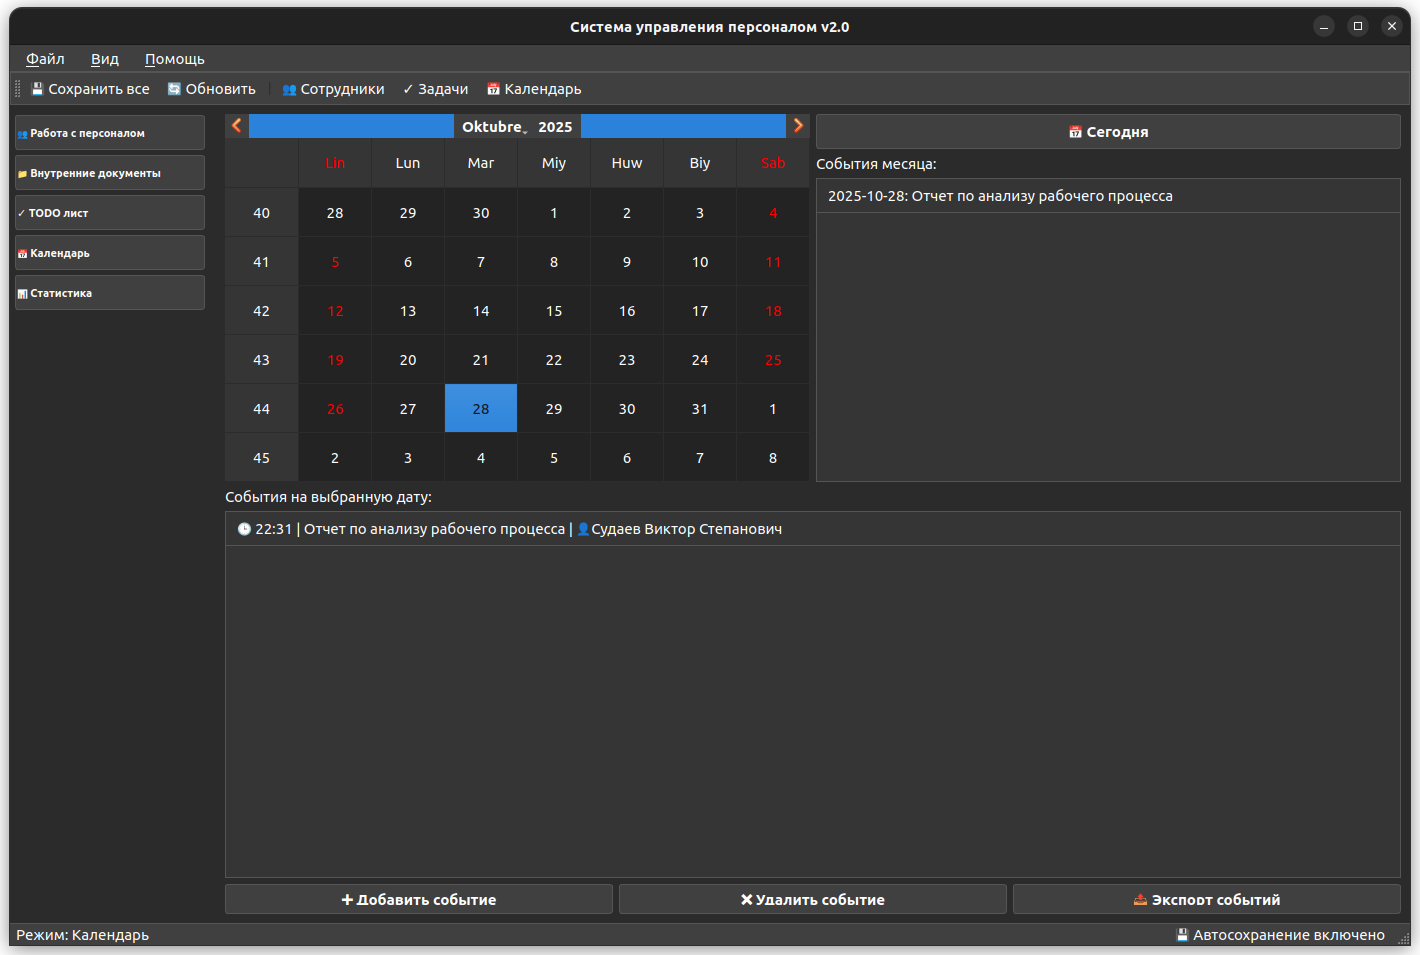 Система управления персоналом v2.0
Файл Вид Помощь
💾 Сохранить все 🔄 Обновить 👥 Сотрудники ✓ Задачи 📅 Календарь
👥 Работа с персоналом
📁 Внутренние документы
✓ TODO лист
📅 Календарь
📊 Статистика
Oktubre 2025
Lin Lun Mar Miy Huw Biy Sab
40 28 29 30 1 2 3 4
41 5 6 7 8 9 10 11
42 12 13 14 15 16 17 18
43 19 20 21 22 23 24 25
44 26 27 28 29 30 31 1
45 2 3 4 5 6 7 8
📅 Сегодня
События месяца:
2025-10-28: Отчет по анализу рабочего процесса
События на выбранную дату:
🕒 22:31 | Отчет по анализу рабочего процесса | 👤Судаев Виктор Степанович
➕ Добавить событие
✖ Удалить событие
📤 Экспорт событий
Режим: Календарь
💾 Автосохранение включено